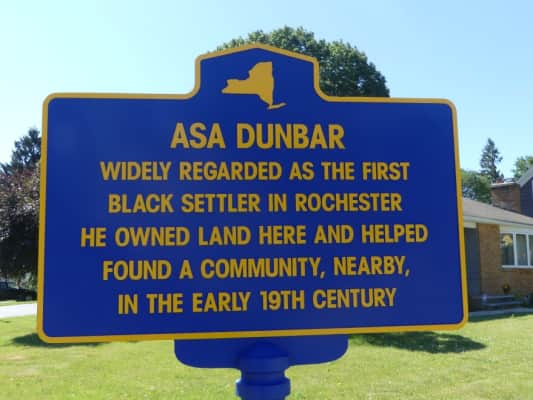 ASA DUNBAR
WIDELY REGARDED AS THE FIRST
BLACK SETTLER IN ROCHESTER
HE OWNED LAND HERE AND HELPED
FOUND A COMMUNITY, NEARBY,
IN THE EARLY 19TH CENTURY